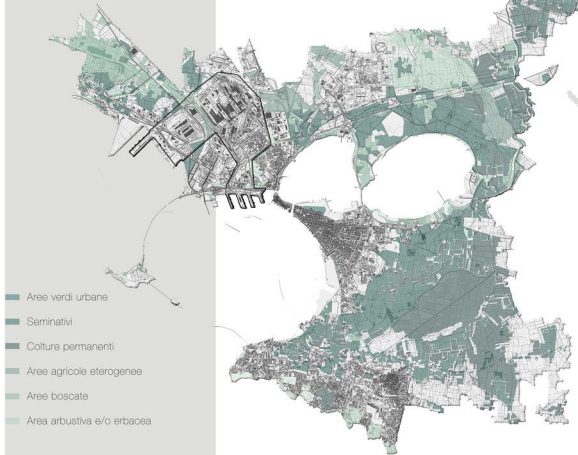 Aree verdi urbane
Seminativi
Colture permanenti
Aree agricole eterogenee
Aree boscate
Area arbustiva e/o erbacea